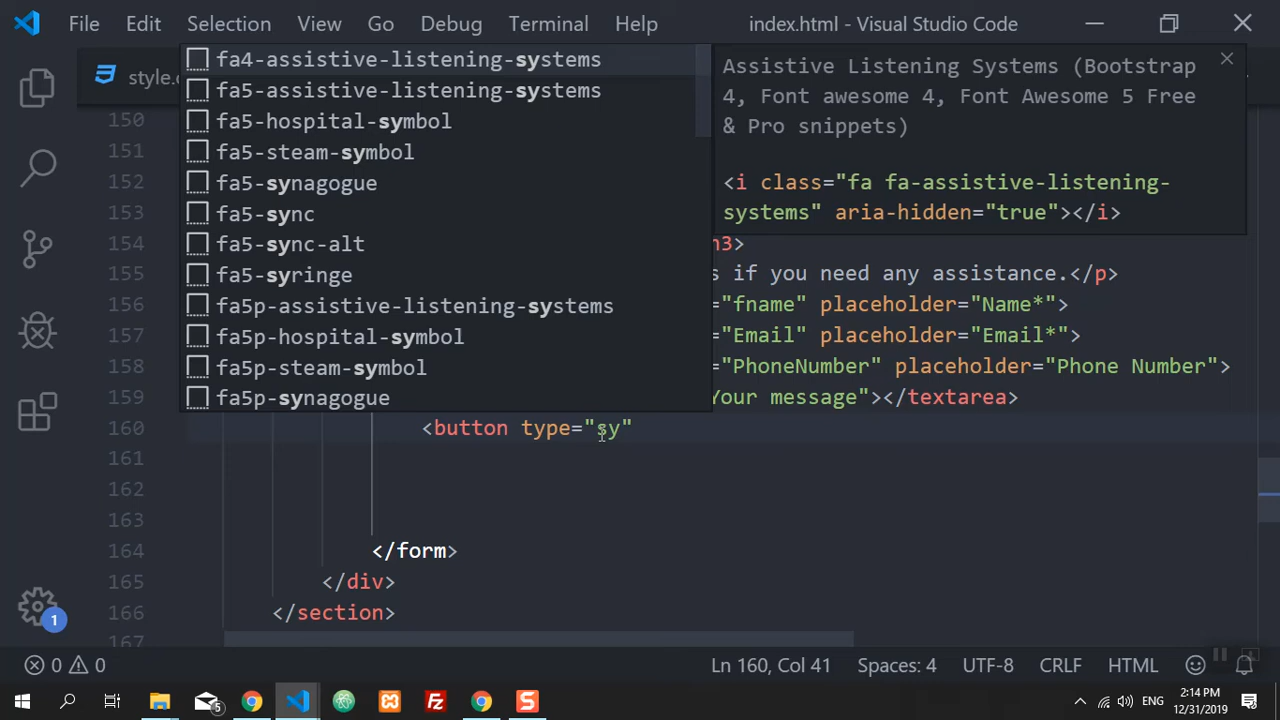 File Edit Selection View Go Debug Terminal Help index.html - Visual Studio Code
style.
fa4-assistive-listening-systems
fa5-assistive-listening-systems
fa5-hospital-symbol
fa5-steam-symbol
fa5-synagogue
fa5-sync
fa5-sync-alt
fa5-syringe
fa5p-assistive-listening-systems
fa5p-hospital-symbol
fa5p-steam-symbol
fa5p-synagogue
Assistive Listening Systems (Bootstrap
4, Font awesome 4, Font Awesome 5 Free
& Pro snippets)
<i class="fa fa-assistive-listening-
systems" aria-hidden="true"></i>
150
151
152
153
154 n3>
155 s if you need any assistance.</p>
156 ="fname" placeholder="Name*">
157 ="Email" placeholder="Email*">
158 ="PhoneNumber" placeholder="Phone Number">
159 Your message"></textarea>
160 <button type="sy"
161
162
163
164 </form>
165 </div>
166 </section>
167
1
0 0 Ln 160, Col 41 Spaces: 4 UTF-8 CRLF HTML
5 ENG 2:14 PM
12/31/2019